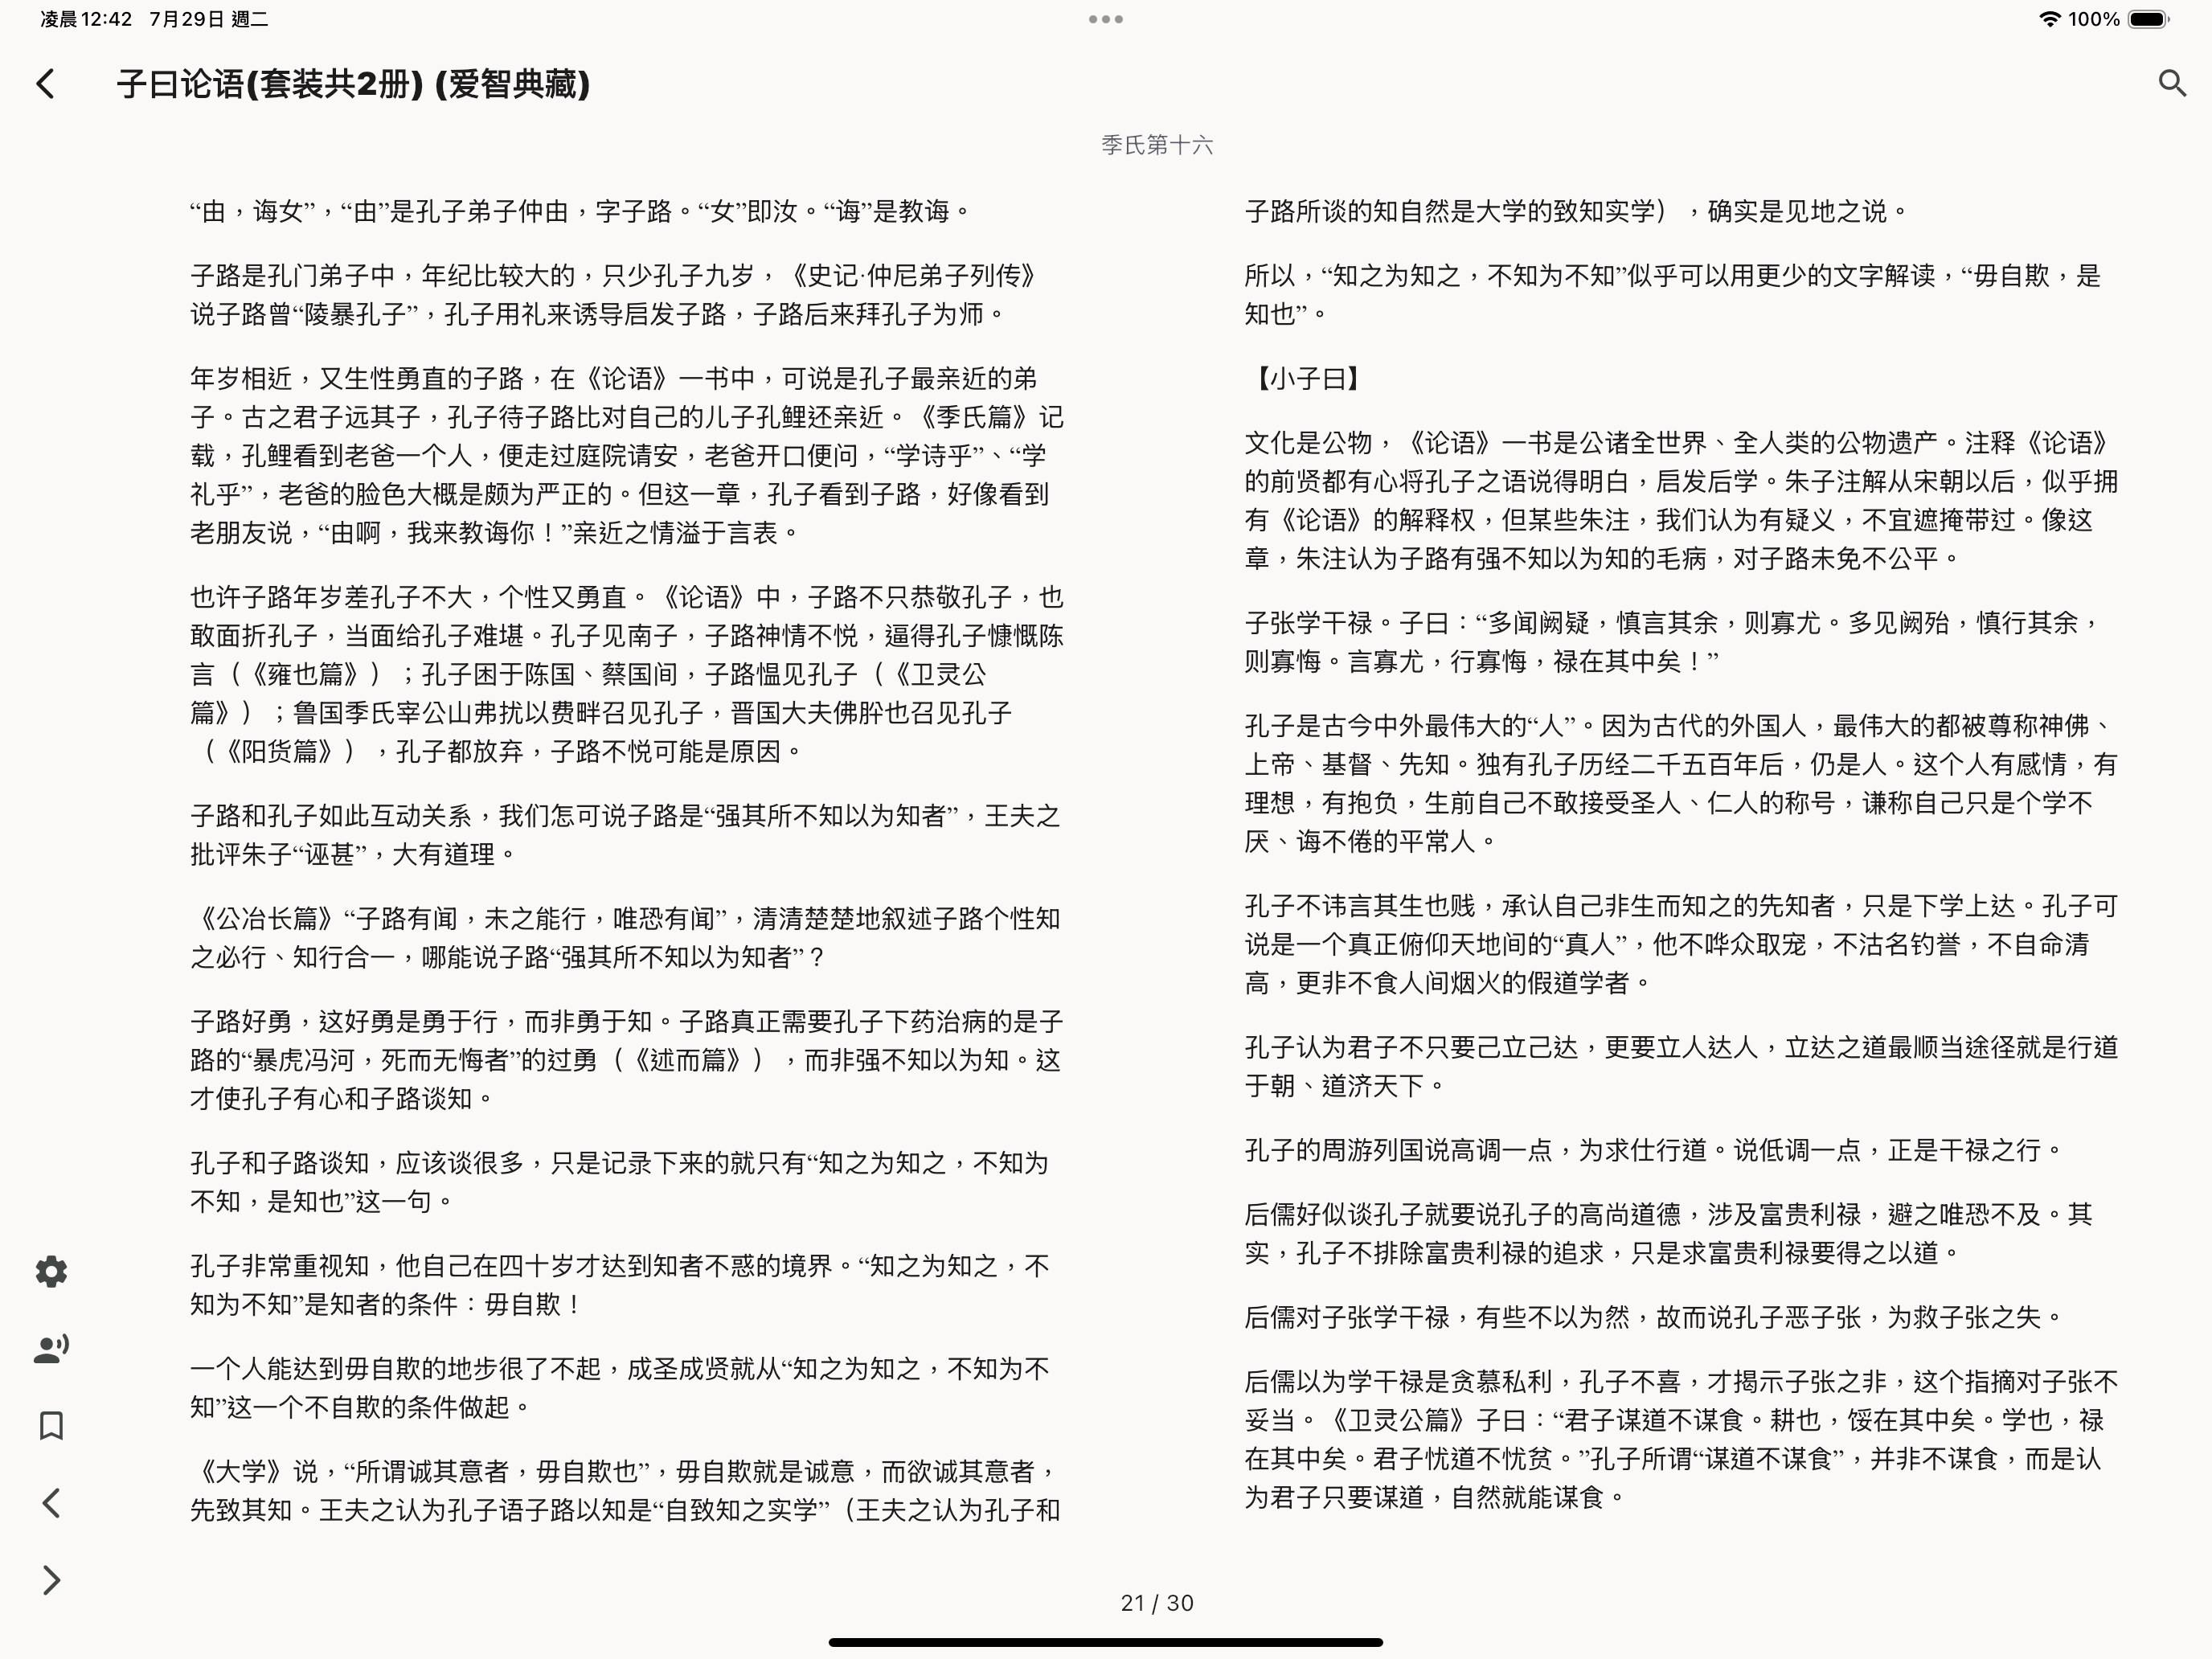 凌晨12:42 7月29日 週二
100%
子曰论语(套装共2册) (爱智典藏)
季氏第十六
“由，诲女”，“由”是孔子弟子仲由，字子路。“女”即汝。“诲”是教诲。
子路是孔门弟子中，年纪比较大的，只少孔子九岁，《史记·仲尼弟子列传》
说子路曾“陵暴孔子”，孔子用礼来诱导启发子路，子路后来拜孔子为师。
年岁相近，又生性勇直的子路，在《论语》一书中，可说是孔子最亲近的弟
子。古之君子远其子，孔子待子路比对自己的儿子孔鲤还亲近。《季氏篇》记
载，孔鲤看到老爸一个人，便走过庭院请安，老爸开口便问，“学诗乎”、“学
礼乎”，老爸的脸色大概是颇为严正的。但这一章，孔子看到子路，好像看到
老朋友说，“由啊，我来教诲你！”亲近之情溢于言表。
也许子路年岁差孔子不大，个性又勇直。《论语》中，子路不只恭敬孔子，也
敢面折孔子，当面给孔子难堪。孔子见南子，子路神情不悦，逼得孔子慷慨陈
言（《雍也篇》）；孔子困于陈国、蔡国间，子路愠见孔子（《卫灵公
篇》）；鲁国季氏宰公山弗扰以费畔召见孔子，晋国大夫佛肸也召见孔子
（《阳货篇》），孔子都放弃，子路不悦可能是原因。
子路和孔子如此互动关系，我们怎可说子路是“强其所不知以为知者”，王夫之
批评朱子“诬甚”，大有道理。
《公冶长篇》“子路有闻，未之能行，唯恐有闻”，清清楚楚地叙述子路个性知
之必行、知行合一，哪能说子路“强其所不知以为知者”？
子路好勇，这好勇是勇于行，而非勇于知。子路真正需要孔子下药治病的是子
路的“暴虎冯河，死而无悔者”的过勇（《述而篇》），而非强不知以为知。这
才使孔子有心和子路谈知。
孔子和子路谈知，应该谈很多，只是记录下来的就只有“知之为知之，不知为
不知，是知也”这一句。
孔子非常重视知，他自己在四十岁才达到知者不惑的境界。“知之为知之，不
知为不知”是知者的条件：毋自欺！
一个人能达到毋自欺的地步很了不起，成圣成贤就从“知之为知之，不知为不
知”这一个不自欺的条件做起。
《大学》说，“所谓诚其意者，毋自欺也”，毋自欺就是诚意，而欲诚其意者，
先致其知。王夫之认为孔子语子路以知是“自致知之实学”（王夫之认为孔子和
子路所谈的知自然是大学的致知实学），确实是见地之说。
所以，“知之为知之，不知为不知”似乎可以用更少的文字解读，“毋自欺，是
知也”。
【小子曰】
文化是公物，《论语》一书是公诸全世界、全人类的公物遗产。注释《论语》
的前贤都有心将孔子之语说得明白，启发后学。朱子注解从宋朝以后，似乎拥
有《论语》的解释权，但某些朱注，我们认为有疑义，不宜遮掩带过。像这
章，朱注认为子路有强不知以为知的毛病，对子路未免不公平。
子张学干禄。子曰：“多闻阙疑，慎言其余，则寡尤。多见阙殆，慎行其余，
则寡悔。言寡尤，行寡悔，禄在其中矣！”
孔子是古今中外最伟大的“人”。因为古代的外国人，最伟大的都被尊称神佛、
上帝、基督、先知。独有孔子历经二千五百年后，仍是人。这个人有感情，有
理想，有抱负，生前自己不敢接受圣人、仁人的称号，谦称自己只是个学不
厌、诲不倦的平常人。
孔子不讳言其生也贱，承认自己非生而知之的先知者，只是下学上达。孔子可
说是一个真正俯仰天地间的“真人”，他不哗众取宠，不沽名钓誉，不自命清
高，更非不食人间烟火的假道学者。
孔子认为君子不只要己立己达，更要立人达人，立达之道最顺当途径就是行道
于朝、道济天下。
孔子的周游列国说高调一点，为求仕行道。说低调一点，正是干禄之行。
后儒好似谈孔子就要说孔子的高尚道德，涉及富贵利禄，避之唯恐不及。其
实，孔子不排除富贵利禄的追求，只是求富贵利禄要得之以道。
后儒对子张学干禄，有些不以为然，故而说孔子恶子张，为救子张之失。
后儒以为学干禄是贪慕私利，孔子不喜，才揭示子张之非，这个指摘对子张不
妥当。《卫灵公篇》子曰：“君子谋道不谋食。耕也，馁在其中矣。学也，禄
在其中矣。君子忧道不忧贫。”孔子所谓“谋道不谋食”，并非不谋食，而是认
为君子只要谋道，自然就能谋食。
21 / 30